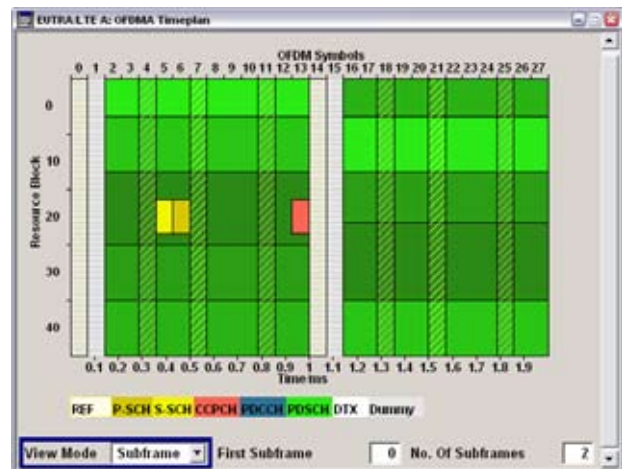 EUTRA/LTE A: OFDMA Timeplan
OFDM Symbols
0 1 2 3 4 5 6 7 8 9 10 11 12 13 14 15 16 17 18 19 20 21 22 23 24 25 26 27
Resource Block
0
10
20
30
40
0.1 0.2 0.3 0.4 0.5 0.6 0.7 0.8 0.9 1 1.1 1.2 1.3 1.4 1.5 1.6 1.7 1.8 1.9
Time/ms
REF P-SCH S-SCH CCPCH PDCCH PDSCH DTX Dummy
View Mode Subframe First Subframe 0 No. Of Subframes 2